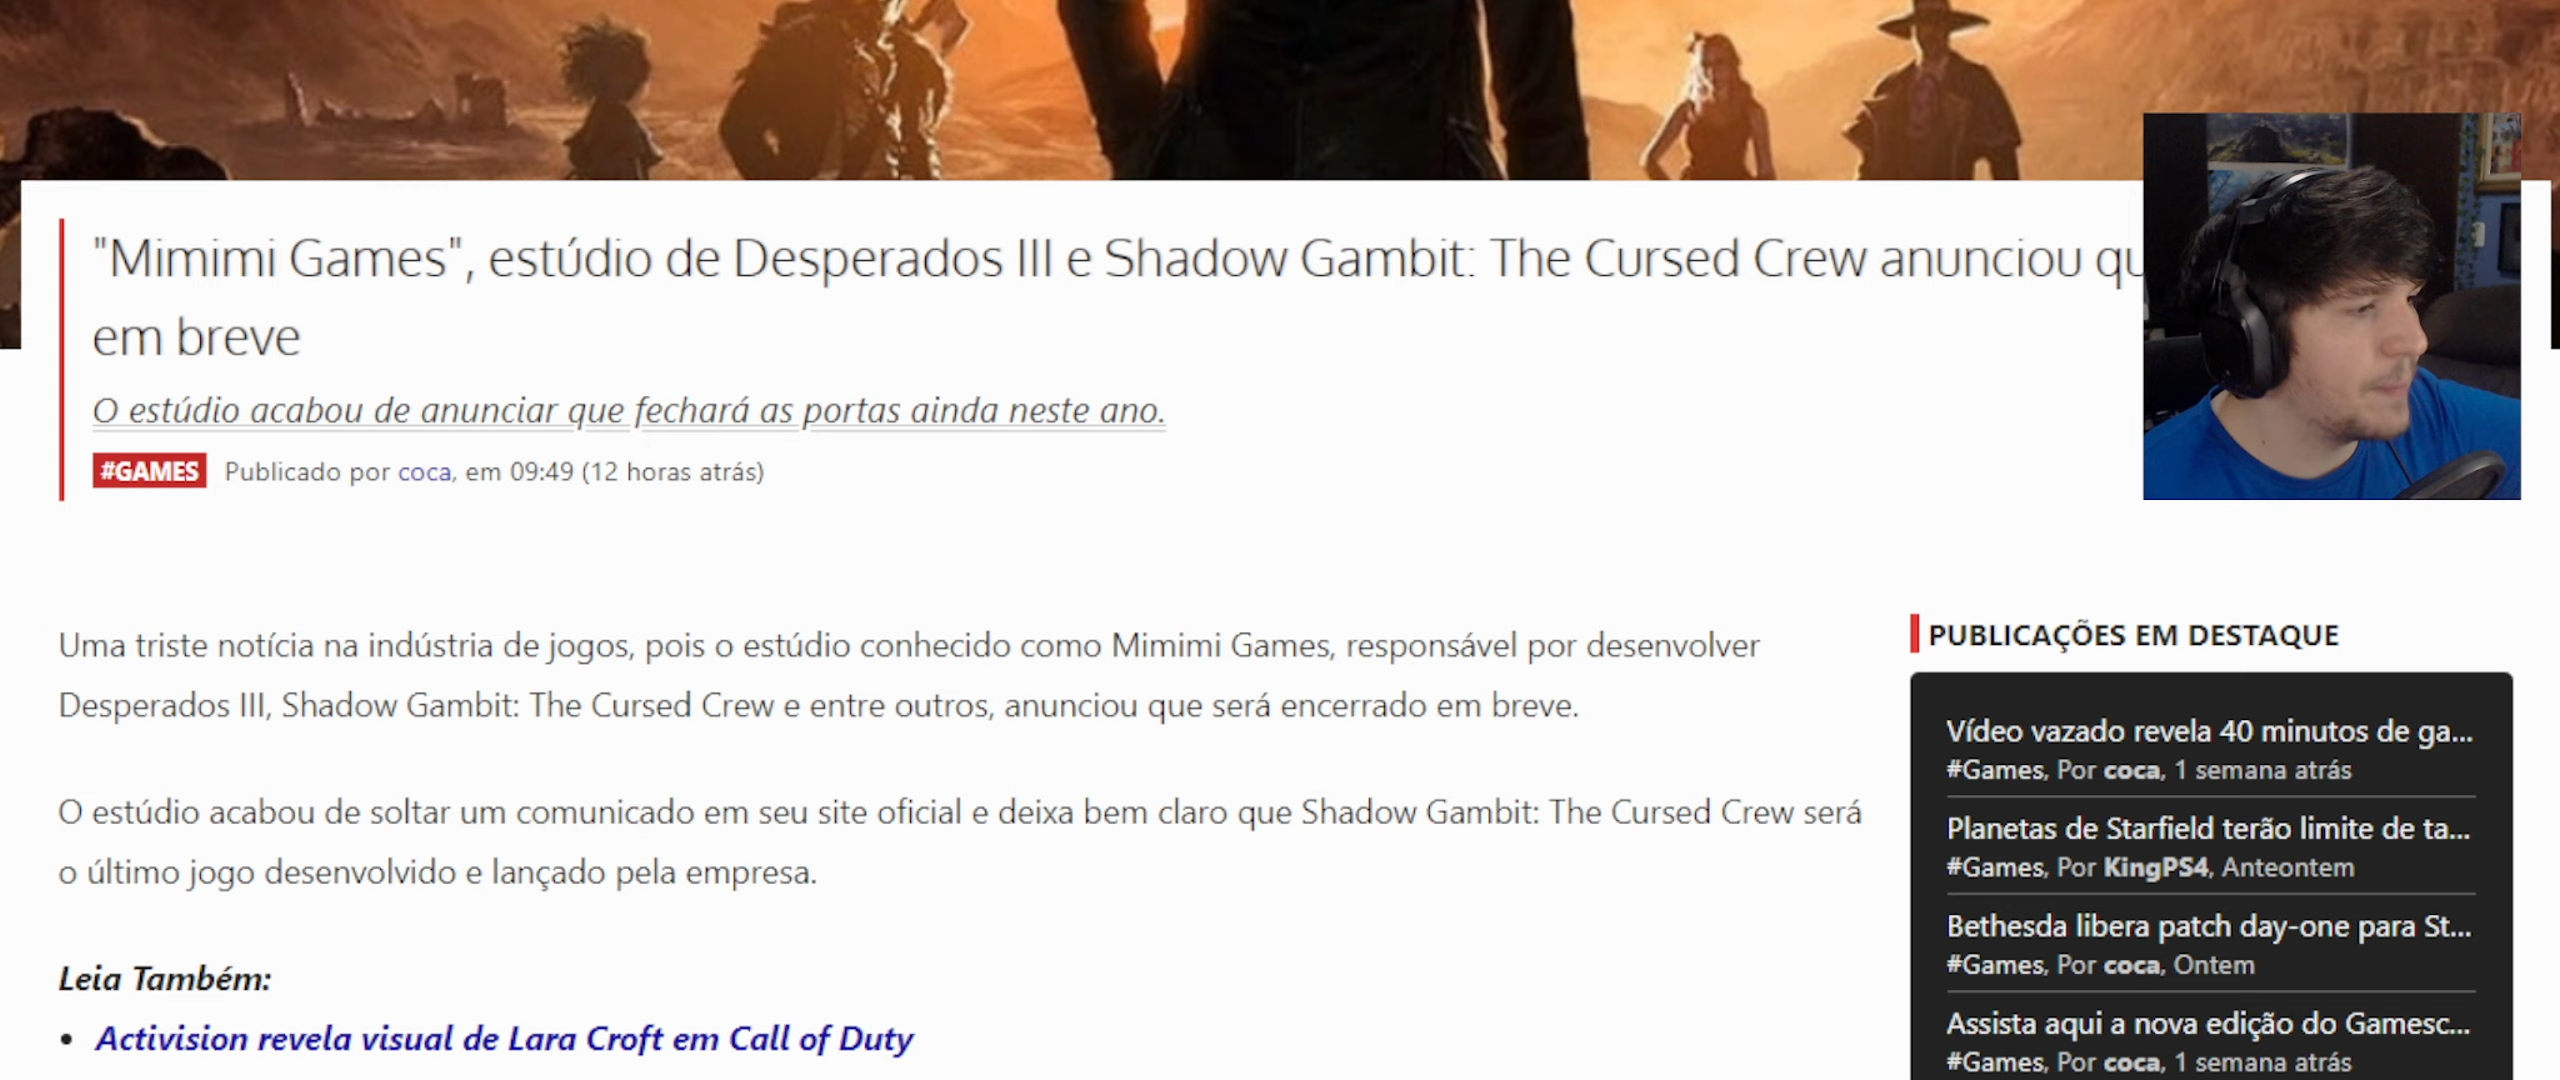 "Mimimi Games", estúdio de Desperados III e Shadow Gambit: The Cursed Crew anunciou qu
em breve
O estúdio acabou de anunciar que fechará as portas ainda neste ano.
#GAMES Publicado por coca, em 09:49 (12 horas atrás)
Uma triste notícia na indústria de jogos, pois o estúdio conhecido como Mimimi Games, responsável por desenvolver
Desperados III, Shadow Gambit: The Cursed Crew e entre outros, anunciou que será encerrado em breve.
O estúdio acabou de soltar um comunicado em seu site oficial e deixa bem claro que Shadow Gambit: The Cursed Crew será
o último jogo desenvolvido e lançado pela empresa.
Leia Também:
• Activision revela visual de Lara Croft em Call of Duty
PUBLICAÇÕES EM DESTAQUE
Vídeo vazado revela 40 minutos de ga...
#Games, Por coca, 1 semana atrás
Planetas de Starfield terão limite de ta...
#Games, Por KingPS4, Anteontem
Bethesda libera patch day-one para St...
#Games, Por coca, Ontem
Assista aqui a nova edição do Gamesc...
#Games, Por coca, 1 semana atrás